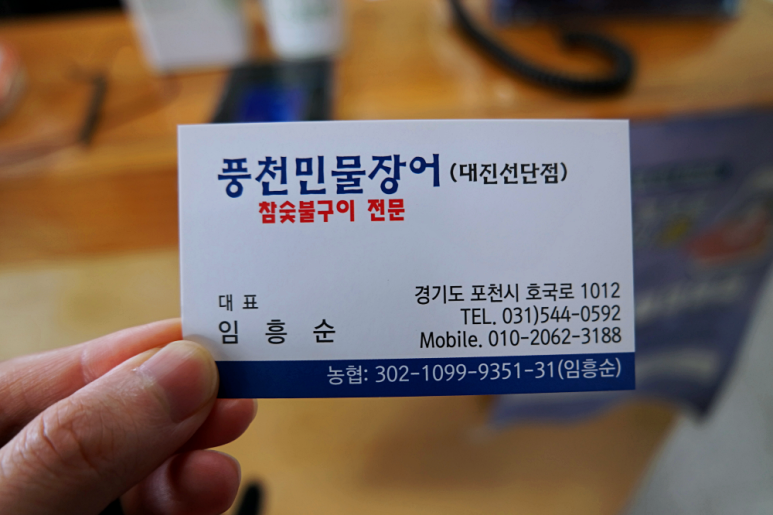 풍천민물장어 (대진선단점)
참숯불구이 전문
대 표
임 흥 순
경기도 포천시 호국로 1012
TEL. 031)544-0592
Mobile. 010-2062-3188
농협: 302-1099-9351-31(임흥순)